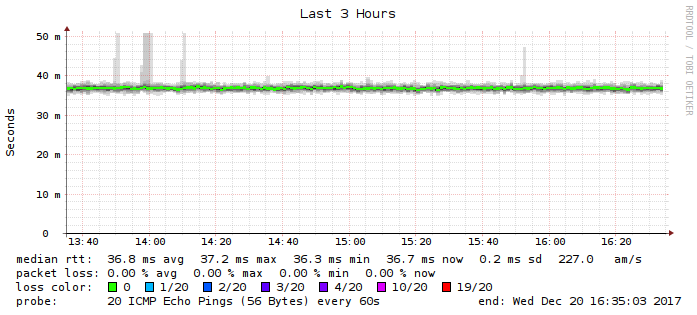 Last 3 Hours
RRDTOOL / TOBI OETIKER
Seconds
50 m
40 m
30 m
20 m
10 m
0
13:40 14:00 14:20 14:40 15:00 15:20 15:40 16:00 16:20
median rtt: 36.8 ms avg 37.2 ms max 36.3 ms min 36.7 ms now 0.2 ms sd 227.0 am/s
packet loss: 0.00 % avg 0.00 % max 0.00 % min 0.00 % now
loss color: 0 1/20 2/20 3/20 4/20 10/20 19/20
probe: 20 ICMP Echo Pings (56 Bytes) every 60s end: Wed Dec 20 16:35:03 2017